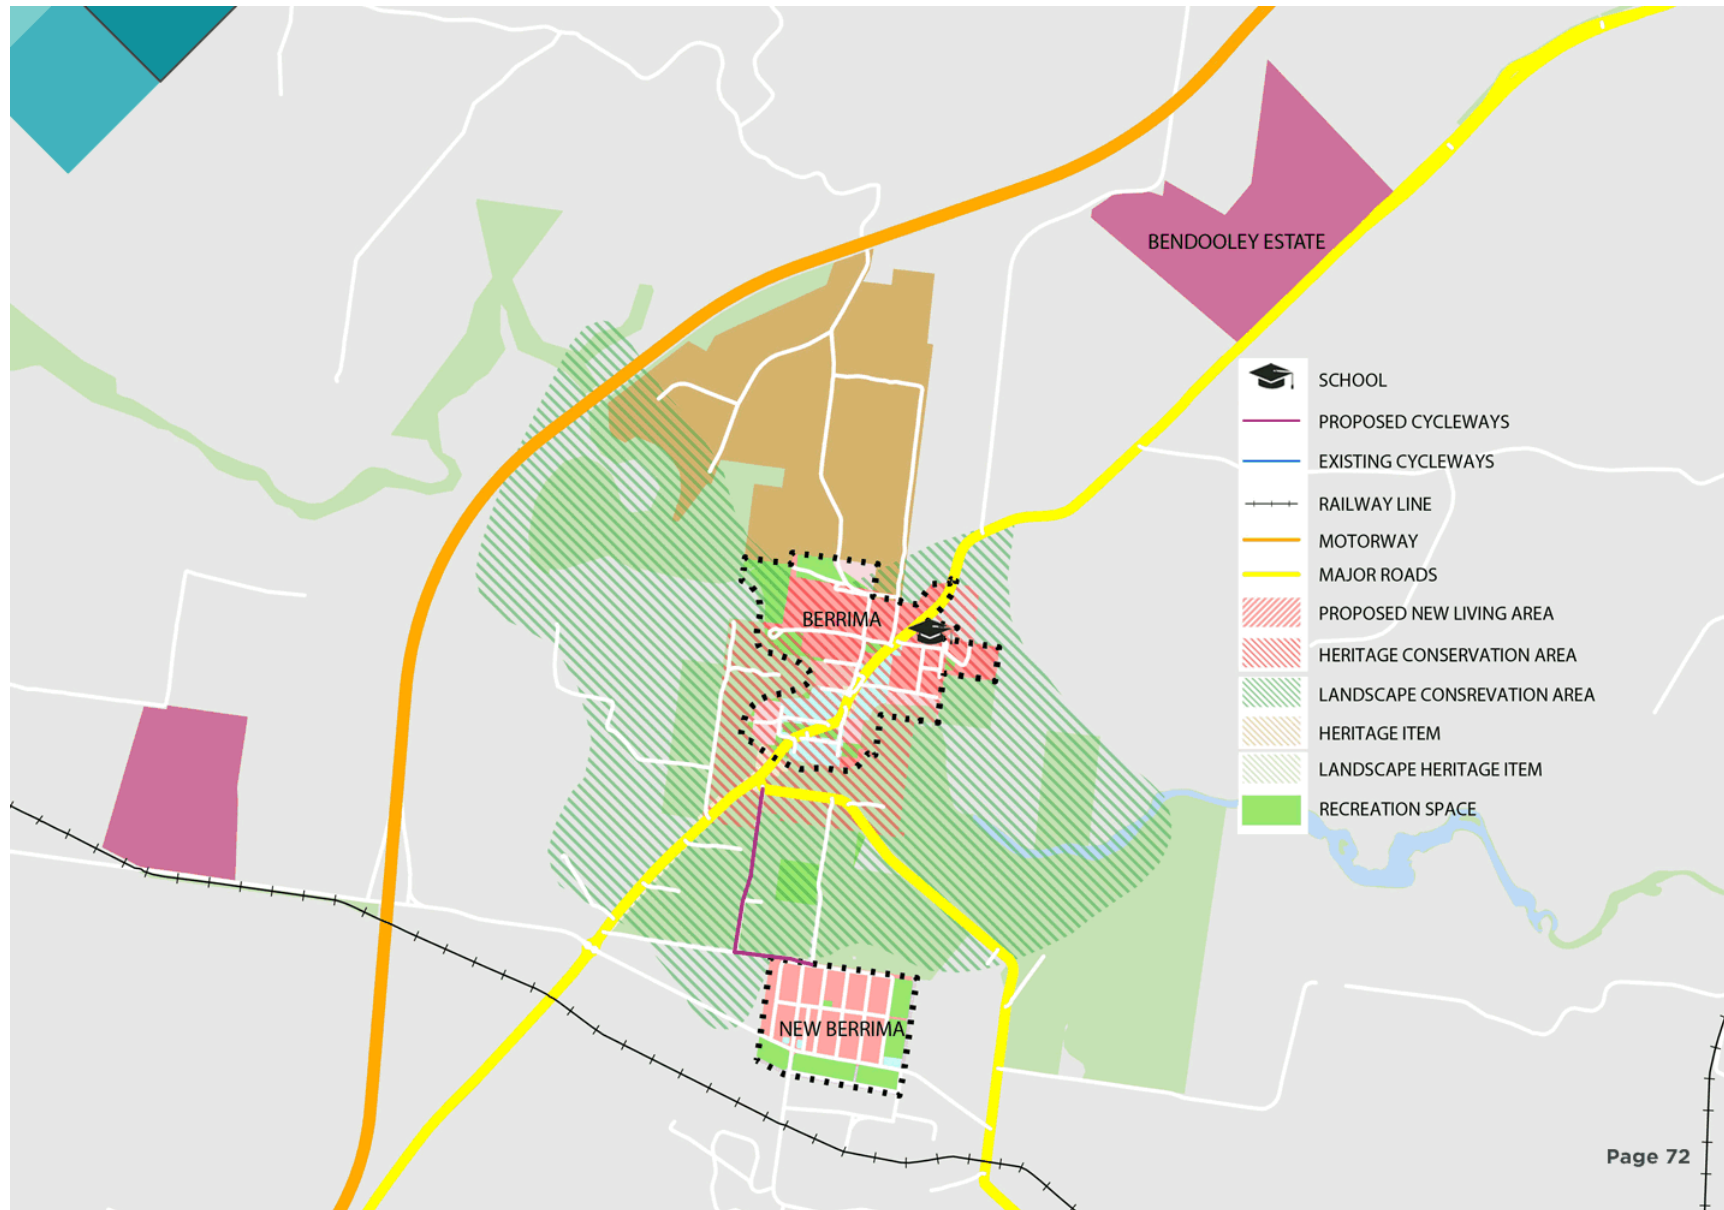 BENDOOLEY ESTATE
SCHOOL
PROPOSED CYCLEWAYS
EXISTING CYCLEWAYS
RAILWAY LINE
MOTORWAY
MAJOR ROADS
PROPOSED NEW LIVING AREA
HERITAGE CONSERVATION AREA
LANDSCAPE CONSREVATION AREA
HERITAGE ITEM
LANDSCAPE HERITAGE ITEM
RECREATION SPACE
BERRIMA
NEW BERRIMA
Page 72